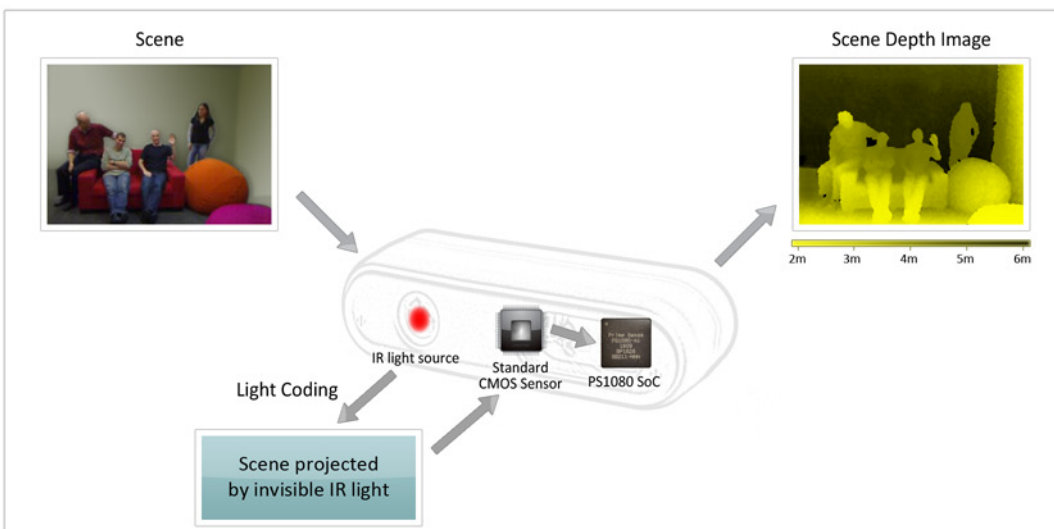 Scene
Scene Depth Image
2m 3m 4m 5m 6m
IR light source
Standard
CMOS Sensor
PS1080 SoC
Light Coding
Scene projected
by invisible IR light